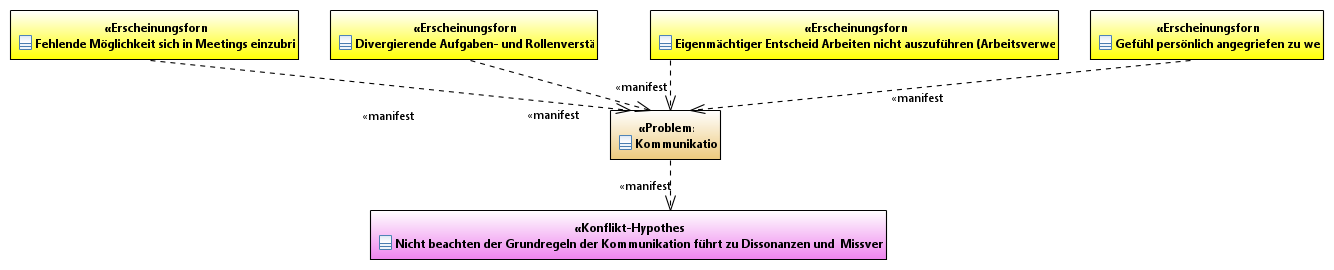 «Erscheinungsforn
Fehlende Möglichkeit sich in Meetings einzubri
«Erscheinungsforn
Divergierende Aufgaben- und Rollenverstä
«Erscheinungsforn
Eigenmächtiger Entscheid Arbeiten nicht auszuführen (Arbeitsverwe
«Erscheinungsforn
Gefühl persönlich angegriefen zu we
«manifest
«manifest
«manifest
«manifest
«Problem:
Kommunikatio
«manifest
«Konflikt-Hypothes
Nicht beachten der Grundregeln der Kommunikation führt zu Dissonanzen und Missver